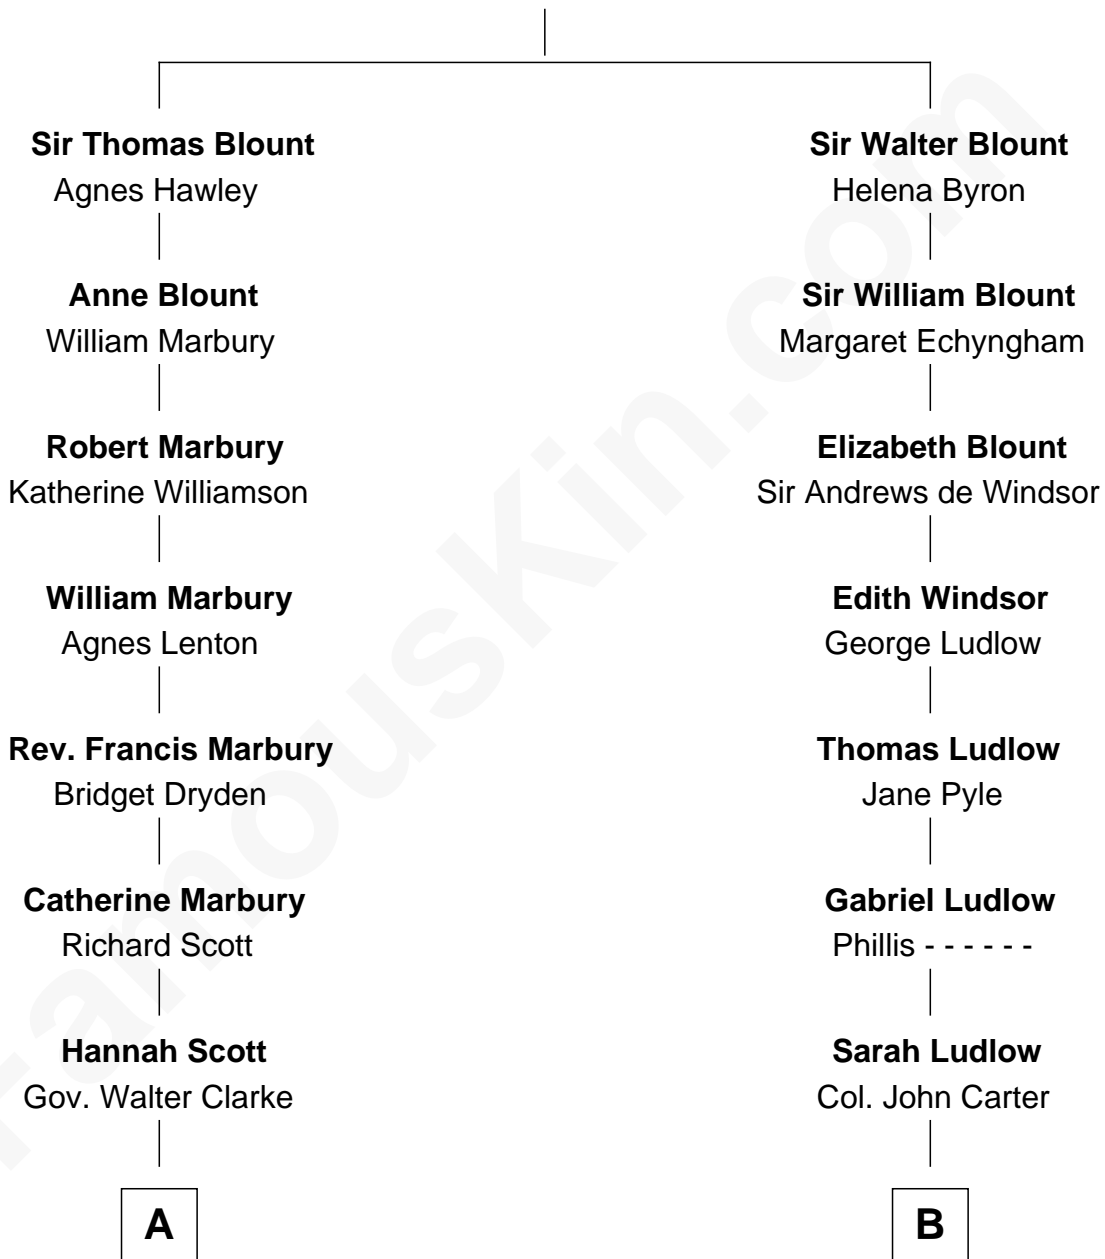 Sir Thomas Blount
Agnes Hawley
Anne Blount
William Marbury
Robert Marbury
Katherine Williamson
William Marbury
Agnes Lenton
Rev. Francis Marbury
Bridget Dryden
Catherine Marbury
Richard Scott
Hannah Scott
Gov. Walter Clarke
A
Sir Walter Blount
Helena Byron
Sir William Blount
Margaret Echyngham
Elizabeth Blount
Sir Andrews de Windsor
Edith Windsor
George Ludlow
Thomas Ludlow
Jane Pyle
Gabriel Ludlow
Phillis - - - - - -
Sarah Ludlow
Col. John Carter
B
FamousKin.com